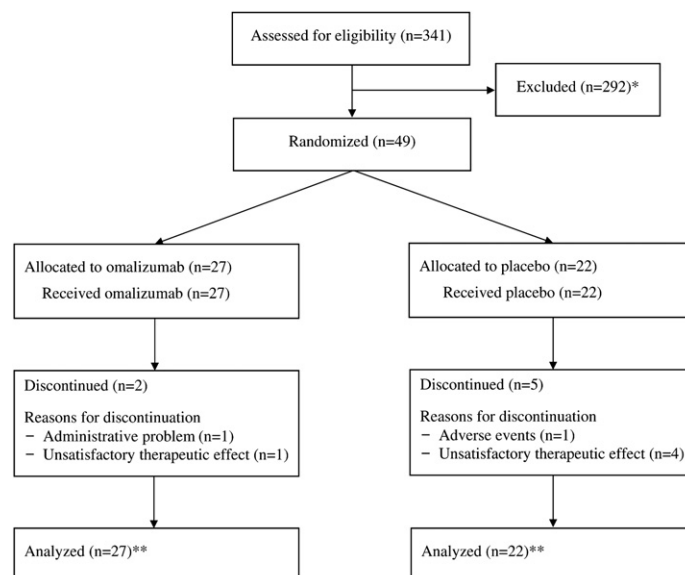 Assessed for eligibility (n=341)
Excluded (n=292)*
Randomized (n=49)
Allocated to omalizumab (n=27)
Received omalizumab (n=27)
Allocated to placebo (n=22)
Received placebo (n=22)
Discontinued (n=2)
Reasons for discontinuation
− Administrative problem (n=1)
− Unsatisfactory therapeutic effect (n=1)
Discontinued (n=5)
Reasons for discontinuation
− Adverse events (n=1)
− Unsatisfactory therapeutic effect (n=4)
Analyzed (n=27)**
Analyzed (n=22)**